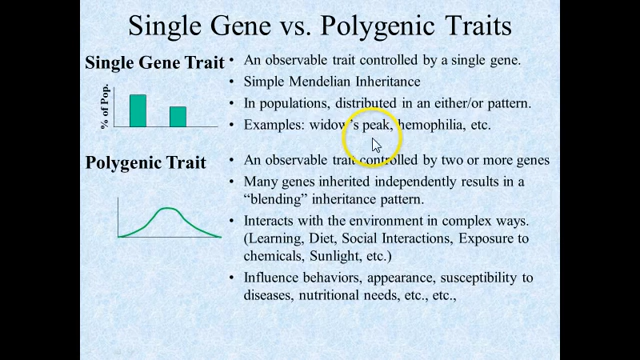 Single Gene vs. Polygenic Traits
Single Gene Trait
% of Pop.
• An observable trait controlled by a single gene.
• Simple Mendelian Inheritance
• In populations, distributed in an either/or pattern.
• Examples: widow's peak, hemophilia, etc.
Polygenic Trait
• An observable trait controlled by two or more genes
• Many genes inherited independently results in a
“blending” inheritance pattern.
• Interacts with the environment in complex ways.
(Learning, Diet, Social Interactions, Exposure to
chemicals, Sunlight, etc.)
• Influence behaviors, appearance, susceptibility to
diseases, nutritional needs, etc., etc.,